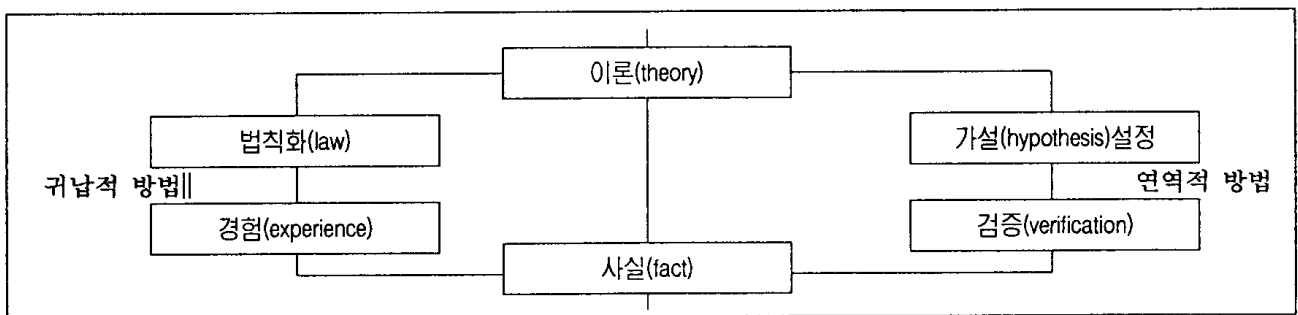 이론(theory)
법칙화(law)
가설(hypothesis)설정
귀납적 방법||
연역적 방법
경험(experience)
검증(verification)
사실(fact)